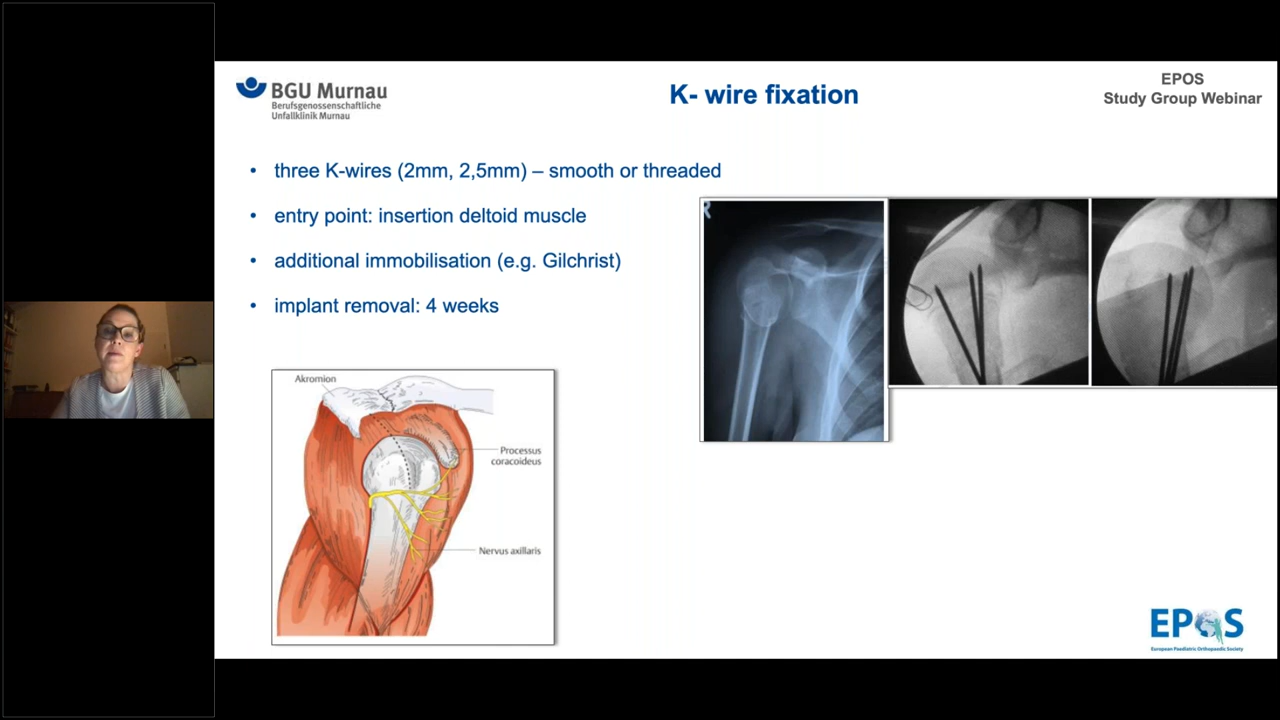 BGU Murnau
Berufsgenossenschaftliche
Unfallklinik Murnau
K- wire fixation
EPOS
Study Group Webinar
• three K-wires (2mm, 2,5mm) – smooth or threaded
• entry point: insertion deltoid muscle
• additional immobilisation (e.g. Gilchrist)
• implant removal: 4 weeks
R
Akromion
Processus
coracoideus
Nervus axillaris
EPOS
European Paediatric Orthopaedic Society